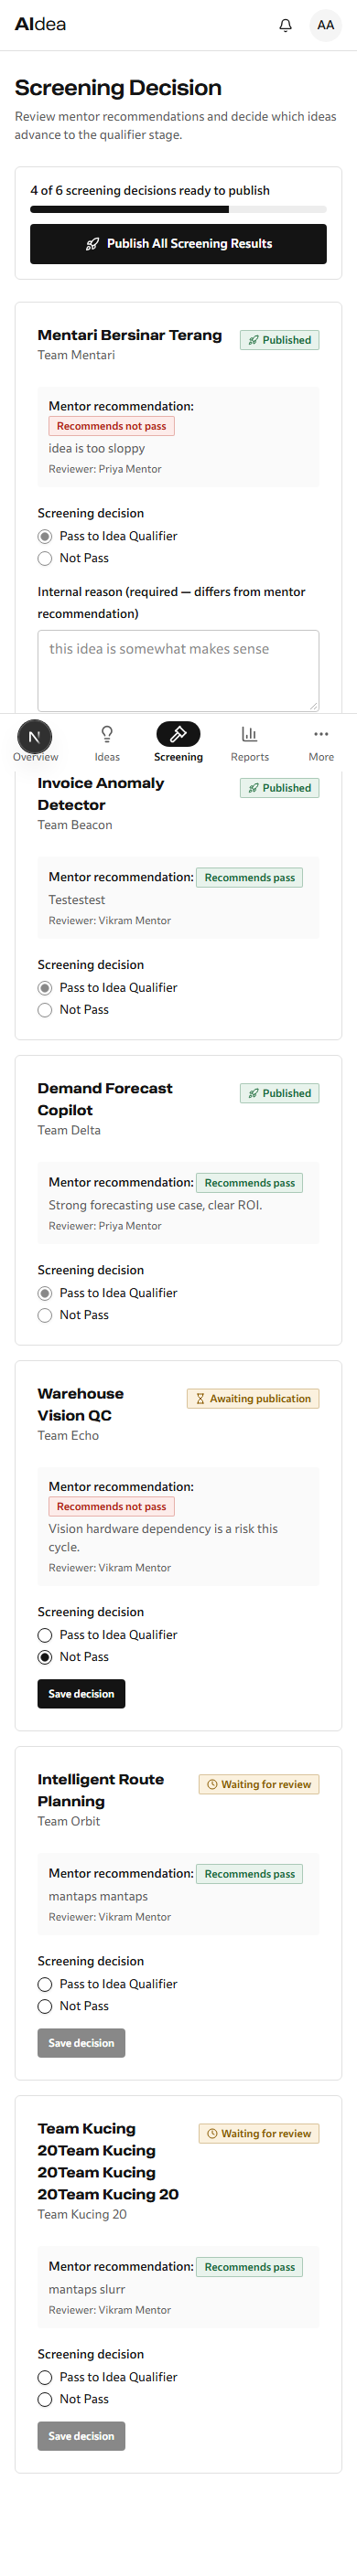 AIdea
AA
Screening Decision
Review mentor recommendations and decide which ideas
advance to the qualifier stage.
4 of 6 screening decisions ready to publish
Publish All Screening Results
Mentari Bersinar Terang
Published
Team Mentari
Mentor recommendation:
Recommends not pass
idea is too sloppy
Reviewer: Priya Mentor
Screening decision
Pass to Idea Qualifier
Not Pass
Internal reason (required — differs from mentor
recommendation)
this idea is somewhat makes sense
N
Overview
Ideas
Screening
Reports
More
Invoice Anomaly
Detector
Published
Team Beacon
Mentor recommendation: Recommends pass
Testestest
Reviewer: Vikram Mentor
Screening decision
Pass to Idea Qualifier
Not Pass
Demand Forecast
Copilot
Published
Team Delta
Mentor recommendation: Recommends pass
Strong forecasting use case, clear ROI.
Reviewer: Priya Mentor
Screening decision
Pass to Idea Qualifier
Not Pass
Warehouse
Vision QC
Awaiting publication
Team Echo
Mentor recommendation:
Recommends not pass
Vision hardware dependency is a risk this
cycle.
Reviewer: Vikram Mentor
Screening decision
Pass to Idea Qualifier
Not Pass
Save decision
Intelligent Route
Planning
Waiting for review
Team Orbit
Mentor recommendation: Recommends pass
mantaps mantaps
Reviewer: Vikram Mentor
Screening decision
Pass to Idea Qualifier
Not Pass
Save decision
Team Kucing
20Team Kucing
20Team Kucing
20Team Kucing 20
Waiting for review
Team Kucing 20
Mentor recommendation: Recommends pass
mantaps slurr
Reviewer: Vikram Mentor
Screening decision
Pass to Idea Qualifier
Not Pass
Save decision